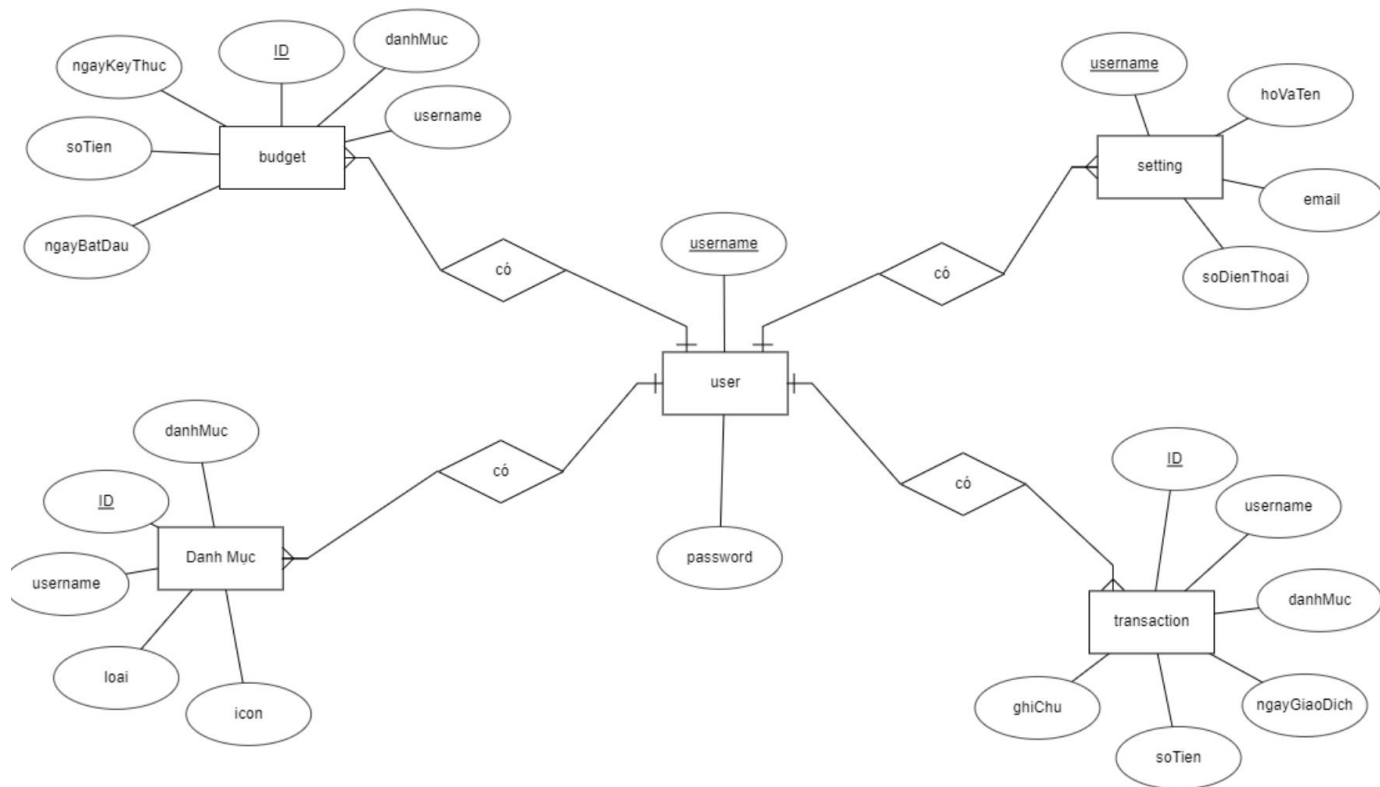 ID
danhMuc
ngayKeyThuc
username
soTien
budget
ngayBatDau
có
username
hoVaTen
setting
email
soDienThoai
có
username
user
password
danhMuc
ID
Danh Mục
username
loai
icon
có
có
ID
username
danhMuc
transaction
ngayGiaoDich
ghiChu
soTien